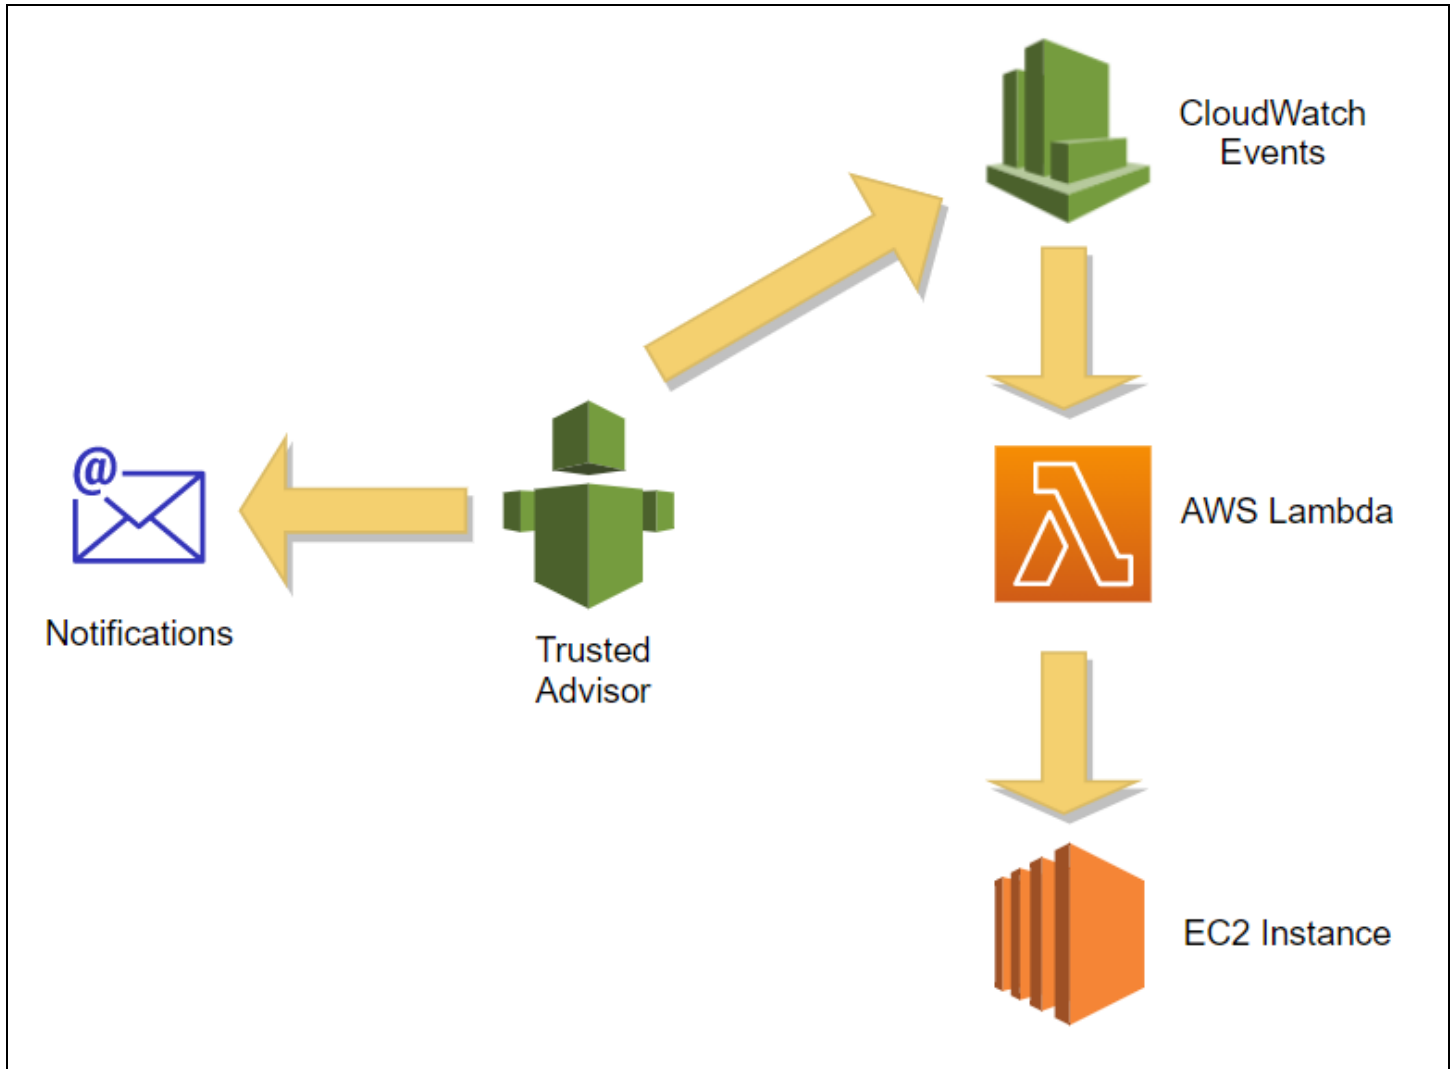 CloudWatch
Events
@
AWS Lambda
Notifications
Trusted
Advisor
EC2 Instance